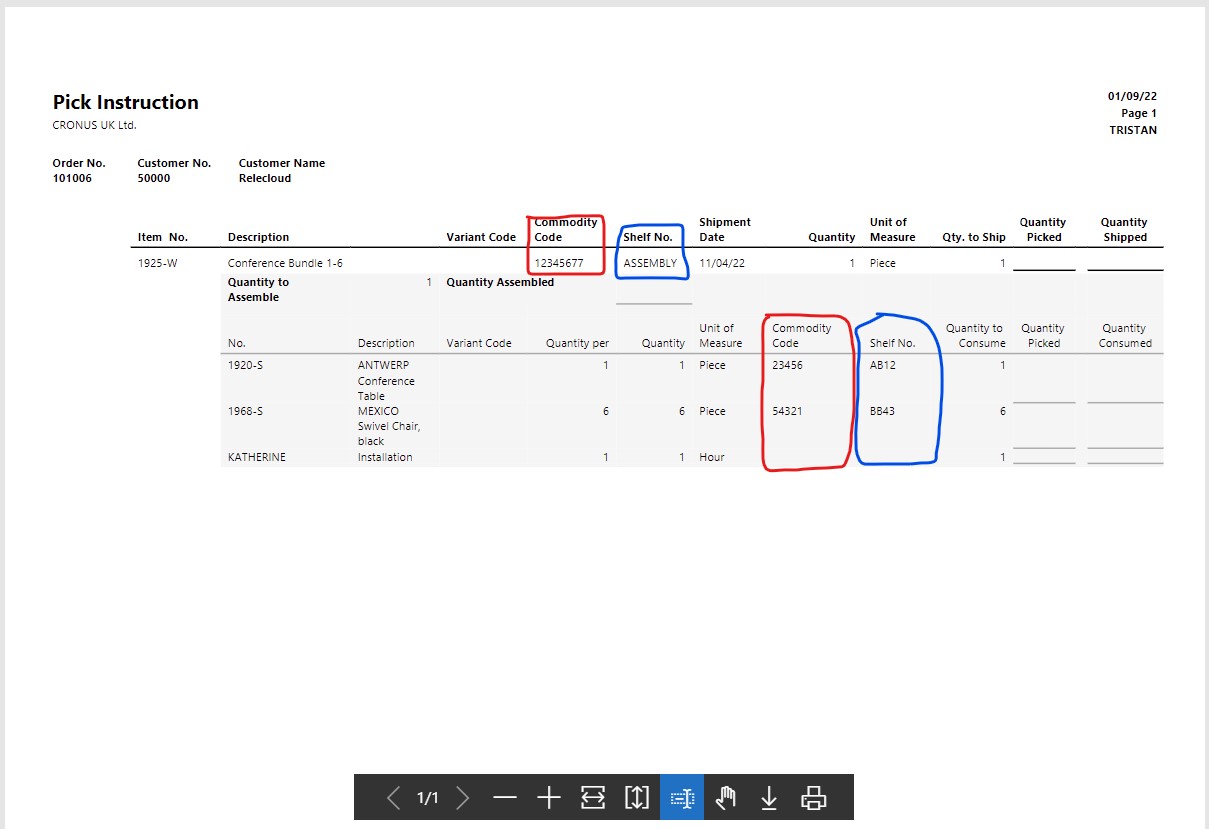 Pick Instruction
CRONUS UK Ltd.
01/09/22
Page 1
TRISTAN
Order No. Customer No. Customer Name
101006 50000 Relecloud
Item No. Description Variant Code Commodity Code Shelf No. Shipment Date Quantity Unit of Measure Qty. to Ship Quantity Picked Quantity Shipped
1925-W Conference Bundle 1-6 12345677 ASSEMBLY 11/04/22 1 Piece 1
Quantity to Assemble 1 Quantity Assembled
No. Description Variant Code Quantity per Quantity Unit of Measure Commodity Code Shelf No. Quantity to Consume Quantity Picked Quantity Consumed
1920-S ANTWERP Conference Table 1 1 Piece 23456 AB12 1
1968-S MEXICO Swivel Chair, black 6 6 Piece 54321 BB43 6
KATHERINE Installation 1 1 Hour 1
1/1